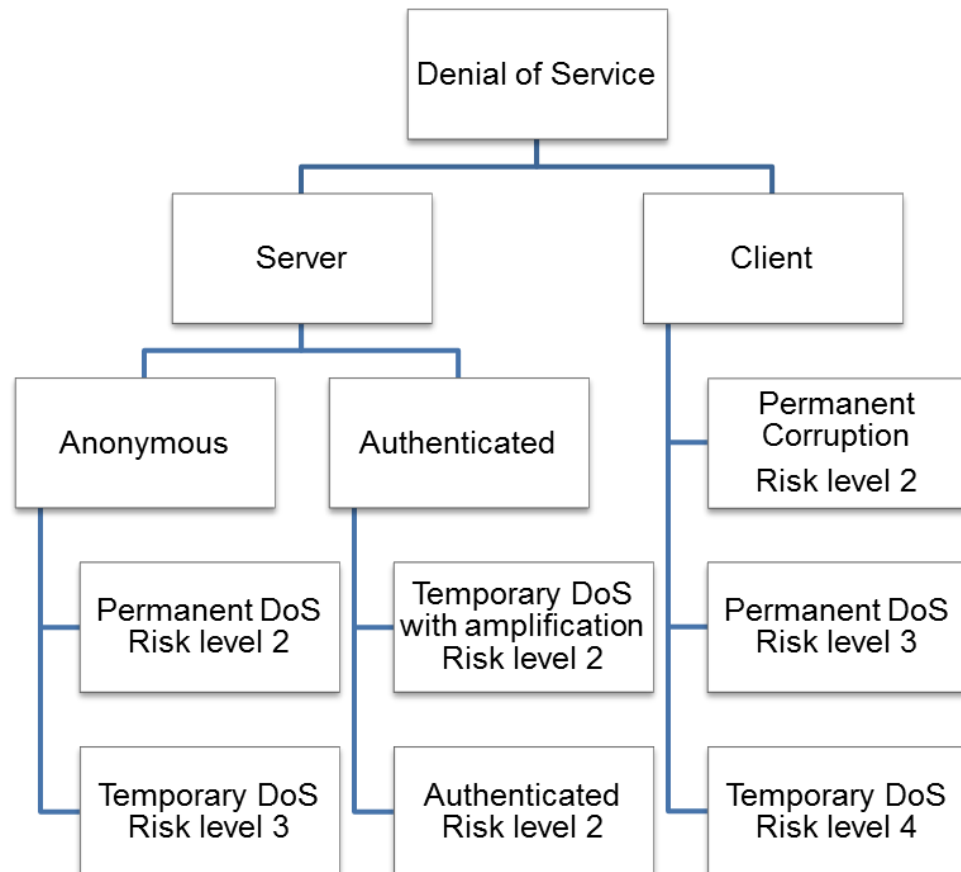 Denial of Service
Server
Client
Anonymous
Authenticated
Permanent
Corruption
Risk level 2
Permanent DoS
Risk level 2
Temporary DoS
with amplification
Risk level 2
Permanent DoS
Risk level 3
Temporary DoS
Risk level 3
Authenticated
Risk level 2
Temporary DoS
Risk level 4